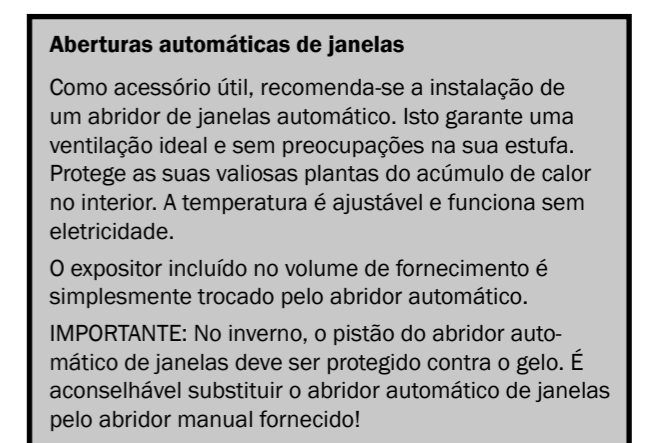 Aberturas automáticas de janelas
Como acessório útil, recomenda-se a instalação de
um abridor de janelas automático. Isto garante uma
ventilação ideal e sem preocupações na sua estufa.
Protege as suas valiosas plantas do acúmulo de calor
no interior. A temperatura é ajustável e funciona sem
eletricidade.
O expositor incluído no volume de fornecimento é
simplesmente trocado pelo abridor automático.
IMPORTANTE: No inverno, o pistão do abridor auto-
mático de janelas deve ser protegido contra o gelo. É
aconselhável substituir o abridor automático de janelas
pelo abridor manual fornecido!